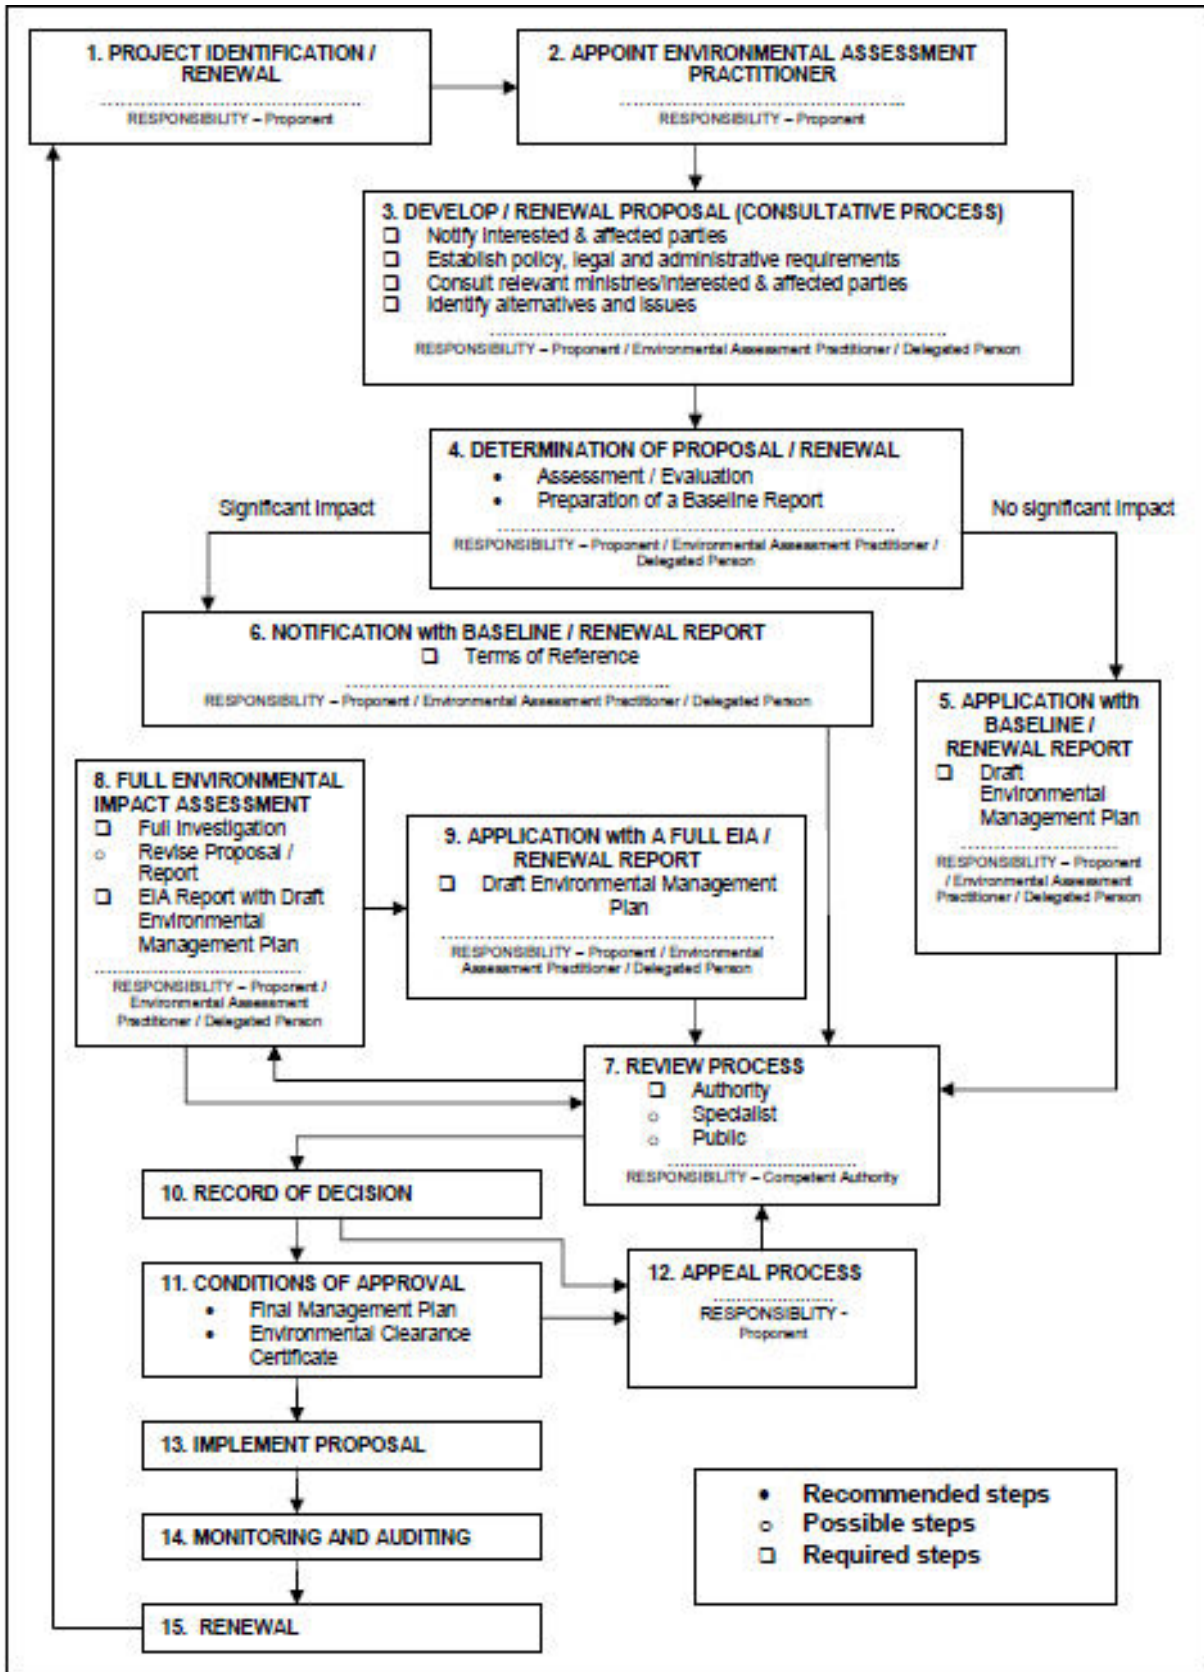 1. PROJECT IDENTIFICATION /
RENEWAL
RESPONSIBILITY – Proponent
2. APPOINT ENVIRONMENTAL ASSESSMENT
PRACTITIONER
RESPONSIBILITY – Proponent
3. DEVELOP / RENEWAL PROPOSAL (CONSULTATIVE PROCESS)
❑ Notify interested & affected parties
❑ Establish policy, legal and administrative requirements
❑ Consult relevant ministries/interested & affected parties
❑ Identify alternatives and issues
RESPONSIBILITY – Proponent / Environmental Assessment Practitioner / Delegated Person
4. DETERMINATION OF PROPOSAL / RENEWAL
• Assessment / Evaluation
• Preparation of a Baseline Report
RESPONSIBILITY – Proponent / Environmental Assessment Practitioner /
Delegated Person
Significant Impact
No significant Impact
6. NOTIFICATION with BASELINE / RENEWAL REPORT
❑ Terms of Reference
RESPONSIBILITY – Proponent / Environmental Assessment Practitioner / Delegated Person
5. APPLICATION with
BASELINE /
RENEWAL REPORT
❑ Draft
Environmental
Management Plan
RESPONSIBILITY – Proponent
/ Environmental Assessment
Practitioner / Delegated Person
8. FULL ENVIRONMENTAL
IMPACT ASSESSMENT
❑ Full Investigation
○ Revise Proposal /
Report
❑ EIA Report with Draft
Environmental
Management Plan
RESPONSIBILITY – Proponent /
Environmental Assessment
Practitioner / Delegated Person
9. APPLICATION with A FULL EIA /
RENEWAL REPORT
❑ Draft Environmental Management
Plan
RESPONSIBILITY – Proponent / Environmental
Assessment Practitioner / Delegated Person
7. REVIEW PROCESS
❑ Authority
○ Specialist
○ Public
RESPONSIBILITY – Competent Authority
10. RECORD OF DECISION
11. CONDITIONS OF APPROVAL
• Final Management Plan
• Environmental Clearance
Certificate
12. APPEAL PROCESS
RESPONSIBLITY -
Proponent
13. IMPLEMENT PROPOSAL
14. MONITORING AND AUDITING
15. RENEWAL
• Recommended steps
○ Possible steps
❑ Required steps